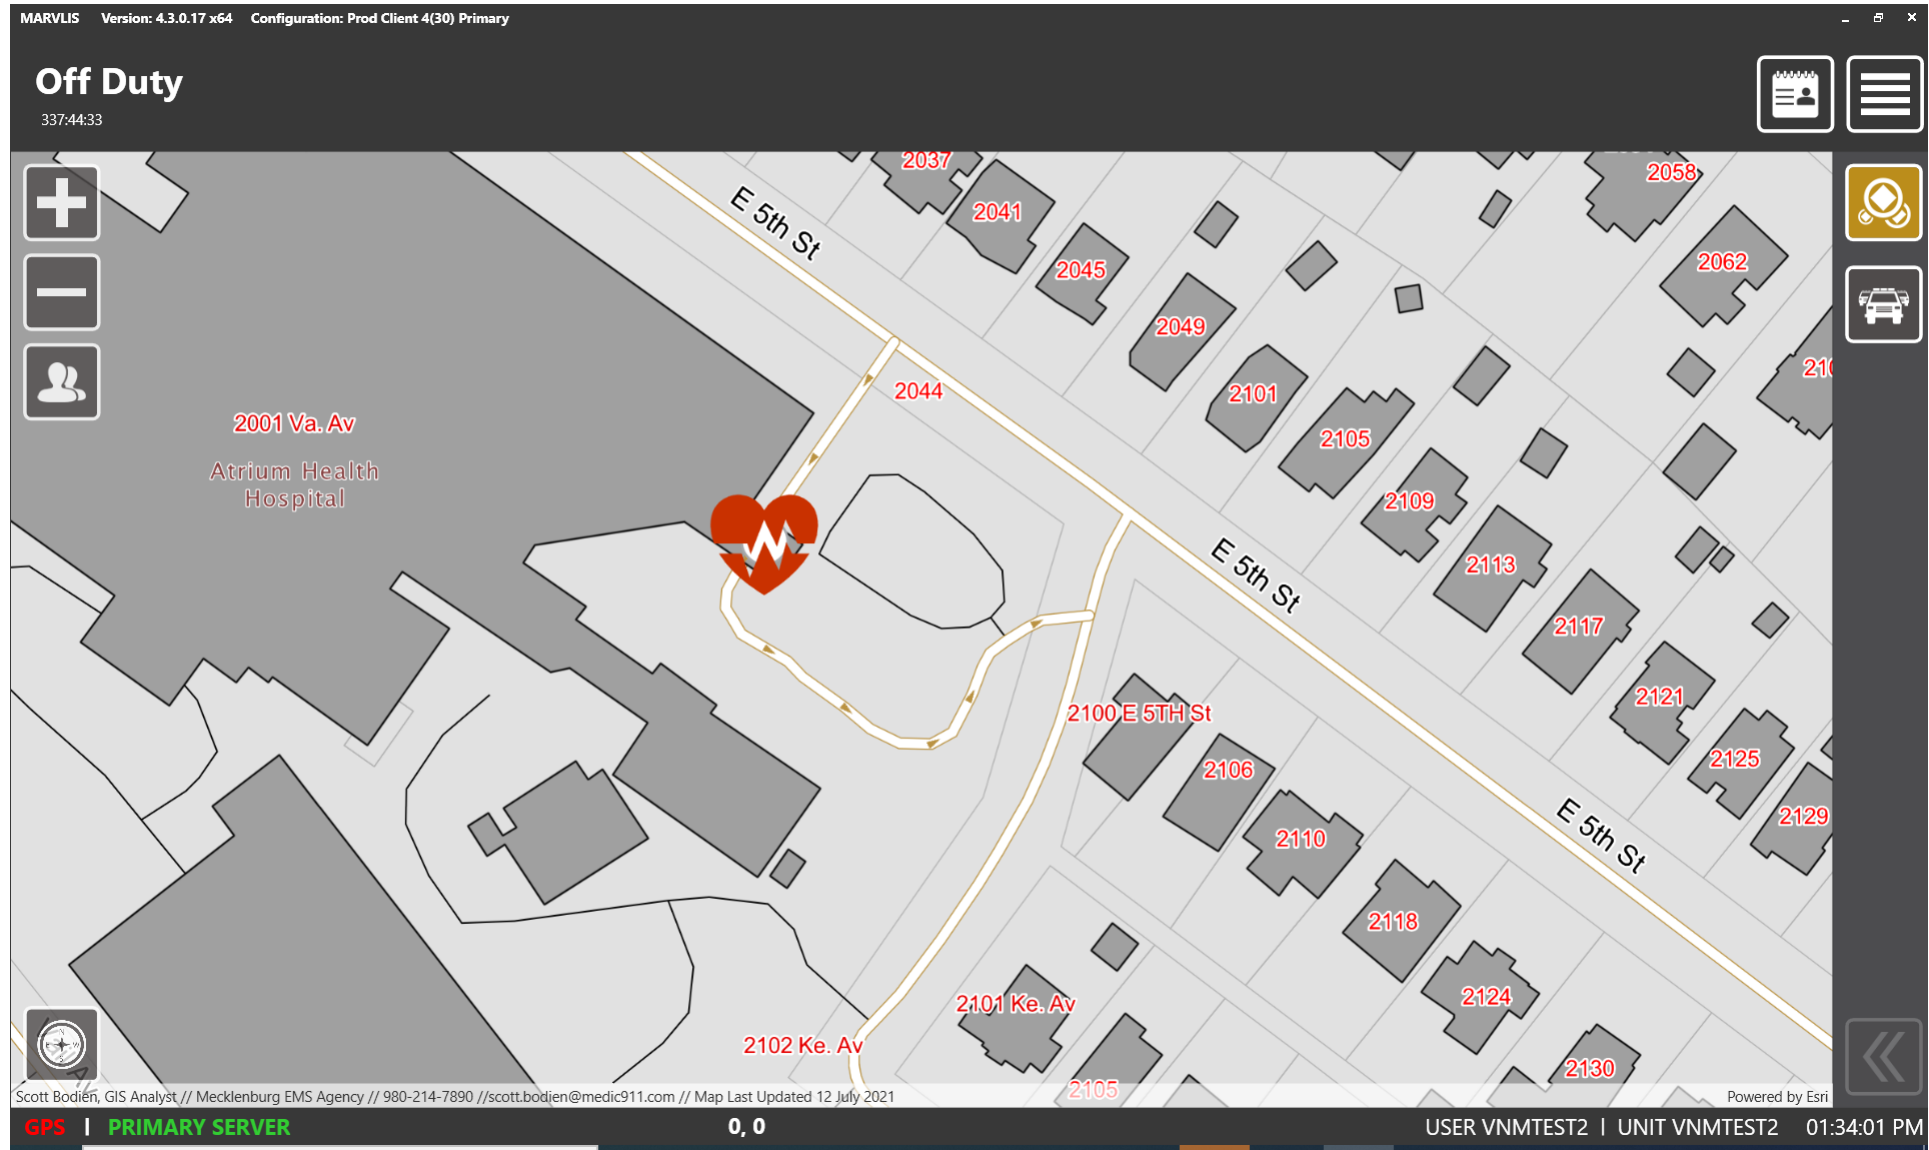 MARVLIS Version: 4.3.0.17 x64 Configuration: Prod Client 4(30) Primary
Off Duty
337:44:33
2037
2058
2041
E 5th St
2045
2062
2049
2044
2101
2001 Va. Av
2105
Atrium Health
Hospital
2109
E 5th St
2113
2117
2121
2100 E 5TH St
2125
2106
2129
2110
E 5th St
2118
2124
2101 Ke. Av
2102 Ke. Av
2130
2105
Av
Scott Bodien, GIS Analyst // Mecklenburg EMS Agency // 980-214-7890 //scott.bodien@medic911.com // Map Last Updated 12 July 2021
Powered by Esri
GPS | PRIMARY SERVER
0, 0
USER VNMTEST2 | UNIT VNMTEST2 01:34:01 PM